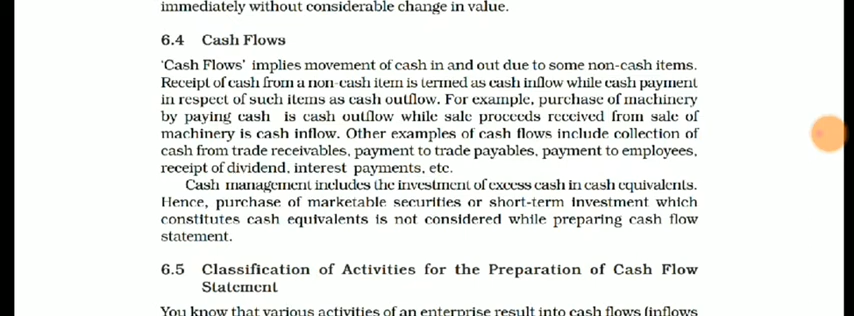 immediately without considerable change in value.
6.4 Cash Flows
'Cash Flows' implies movement of cash in and out due to some non-cash items.
Receipt of cash from a non-cash item is termed as cash inflow while cash payment
in respect of such items as cash outflow. For example, purchase of machinery
by paying cash is cash outflow while sale proceeds received from sale of
machinery is cash inflow. Other examples of cash flows include collection of
cash from trade receivables, payment to trade payables, payment to employees,
receipt of dividend, interest payments, etc.
Cash management includes the investment of excess cash in cash equivalents.
Hence, purchase of marketable securities or short-term investment which
constitutes cash equivalents is not considered while preparing cash flow
statement.
6.5 Classification of Activities for the Preparation of Cash Flow
Statement
You know that various activities of an enterprise result into cash flows (inflows